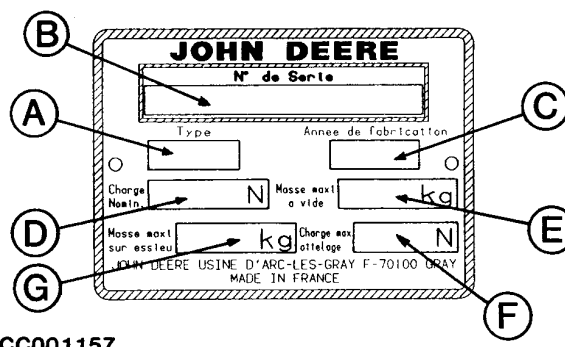 B
JOHN DEERE
N° de Serie
A
Type
Annee de fabrication
C
Charge Nomin.
N
Masse maxi a vide
kg
D
E
Masse maxi sur essieu
kg
Charge max. attelage
N
G
F
JOHN DEERE USINE D'ARC-LES-GRAY F-70100 GRAY
MADE IN FRANCE
CC001157